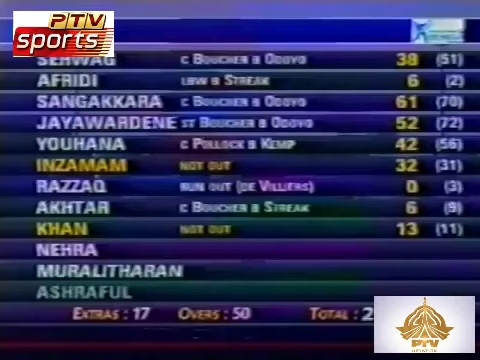 PTV
sports
SEHWAG C BOUCHER B ODOYO 38 (51)
AFRIDI LBW B STREAK 6 (2)
SANGAKKARA C BOUCHER B ODOYO 61 (70)
JAYAWARDENE ST BOUCHER B ODOYO 52 (72)
YOUHANA C POLLOCK B KEMP 42 (56)
INZAMAM NOT OUT 32 (31)
RAZZAQ RUN OUT (DE VILLIERS) 0 (3)
AKHTAR C BOUCHER B STREAK 6 (9)
KHAN NOT OUT 13 (11)
NEHRA
MURALITHARAN
ASHRAFUL
EXTRAS : 17 OVERS : 50 TOTAL : 2
PTV
NETWORK